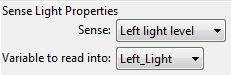 Sense Light Properties
Sense: Left light level
Variable to read into: Left_Light